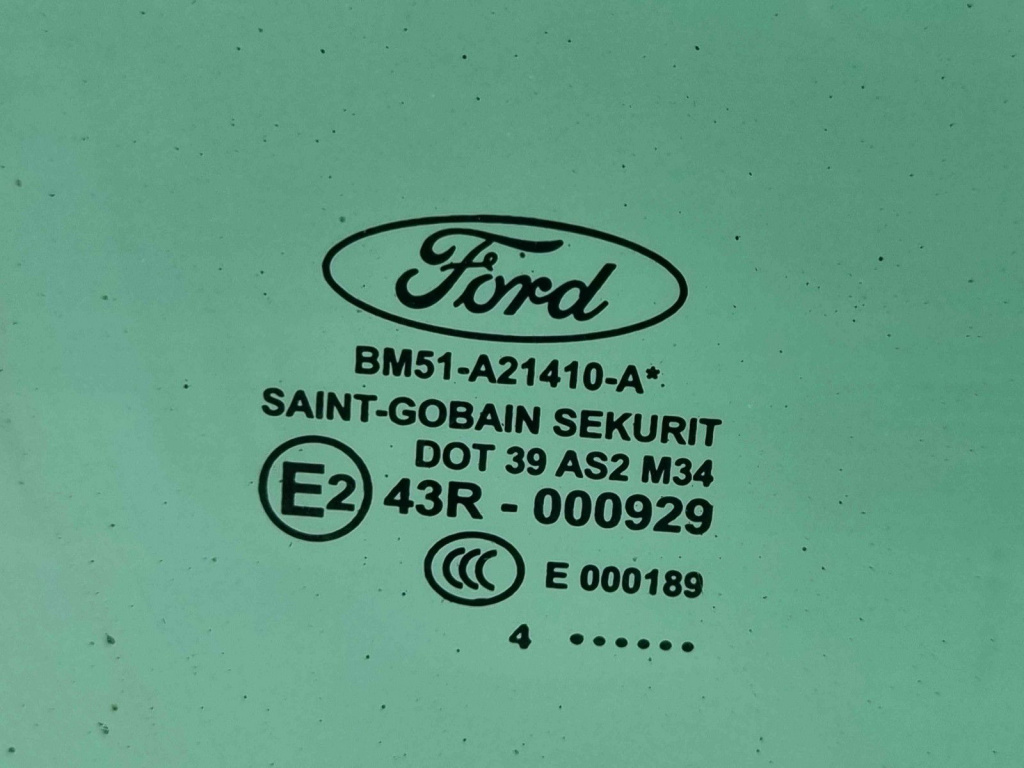 Ford
BM51-A21410-A*
SAINT-GOBAIN SEKURIT
DOT 39 AS2 M34
E2 43R - 000929
CCC E 000189
4 ••••••